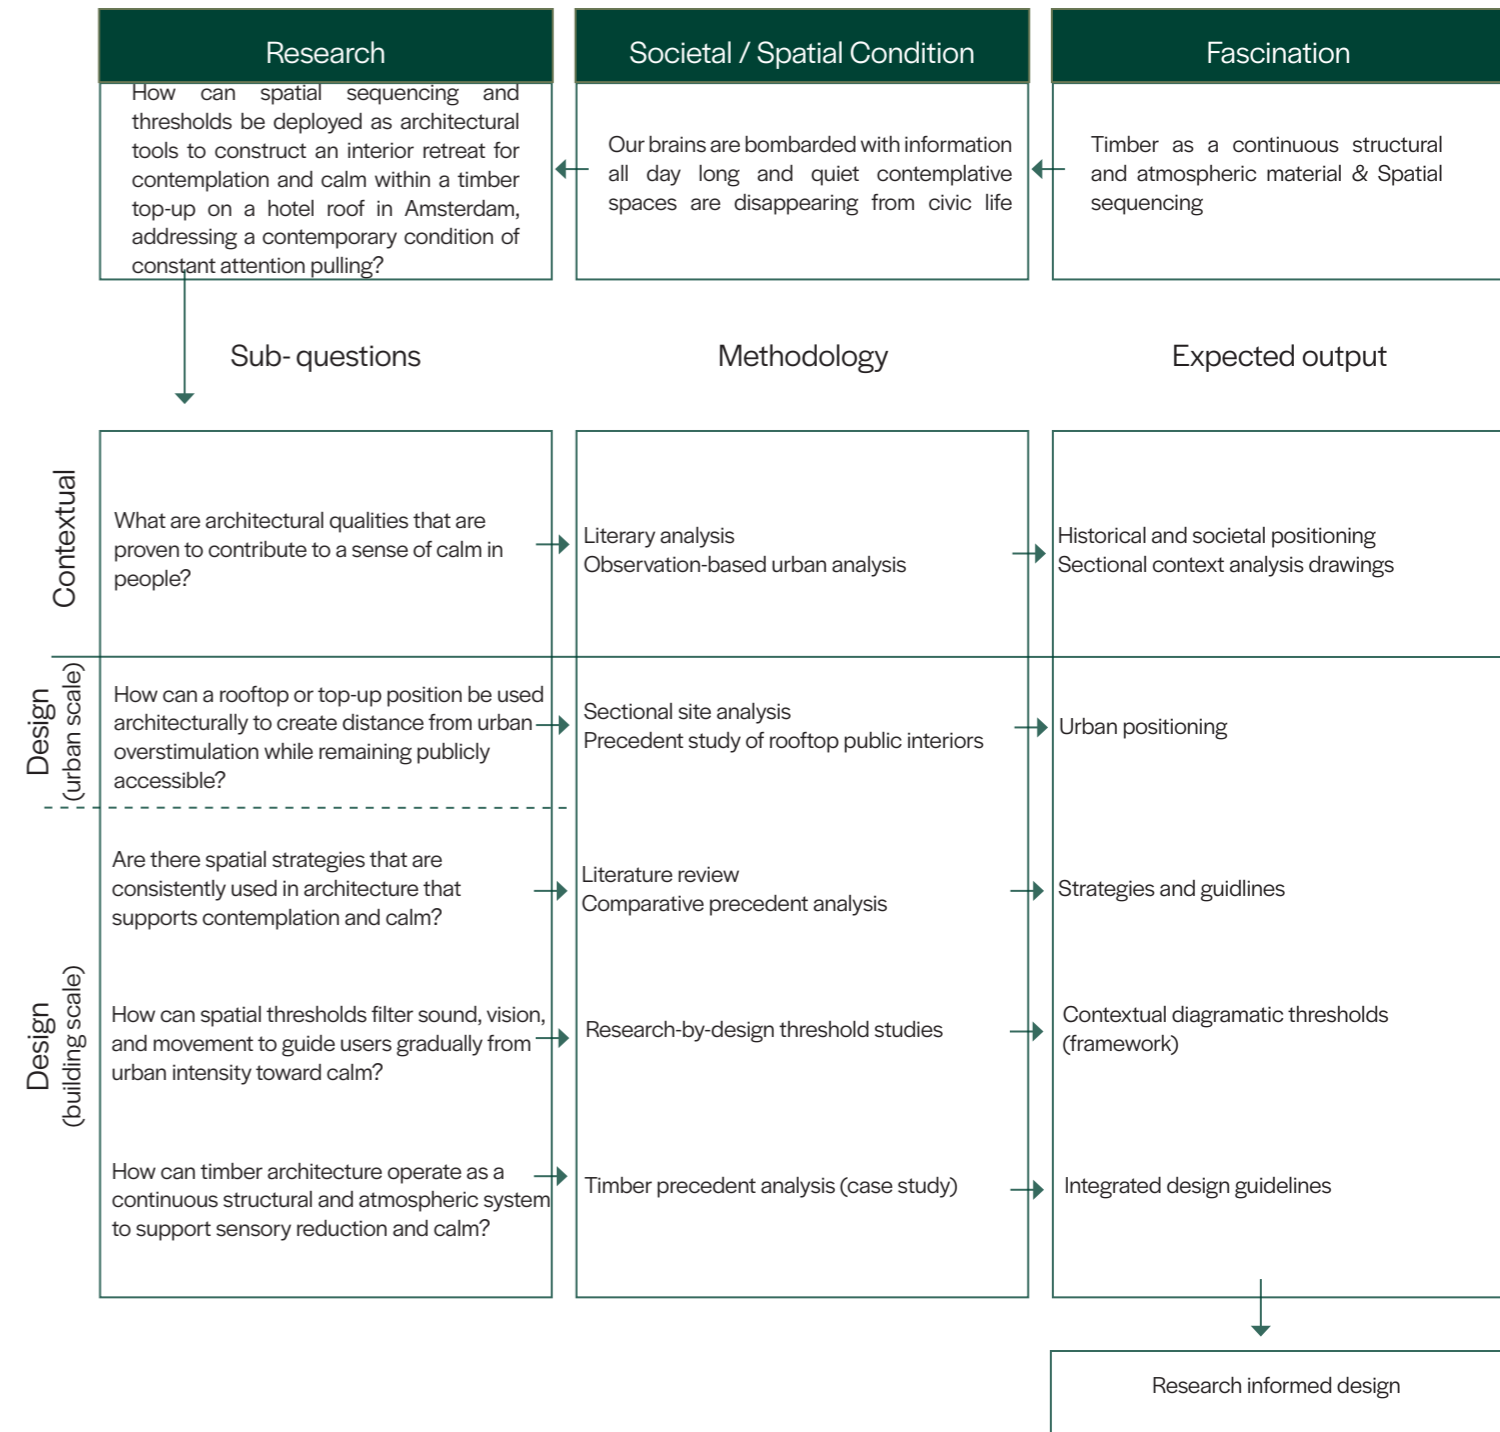 Research
How can spatial sequencing and
thresholds be deployed as architectural
tools to construct an interior retreat for
contemplation and calm within a timber
top-up on a hotel roof in Amsterdam,
addressing a contemporary condition of
constant attention pulling?
Societal / Spatial Condition
Our brains are bombarded with information
all day long and quiet contemplative
spaces are disappearing from civic life
Fascination
Timber as a continuous structural
and atmospheric material & Spatial
sequencing
Sub- questions
Methodology
Expected output
Contextual
What are architectural qualities that are
proven to contribute to a sense of calm in
people?
Literary analysis
Observation-based urban analysis
Historical and societal positioning
Sectional context analysis drawings
Design
(urban scale)
How can a rooftop or top-up position be used
architecturally to create distance from urban
overstimulation while remaining publicly
accessible?
Sectional site analysis
Precedent study of rooftop public interiors
Urban positioning
Design
(building scale)
Are there spatial strategies that are
consistently used in architecture that
supports contemplation and calm?
Literature review
Comparative precedent analysis
Strategies and guidlines
How can spatial thresholds filter sound, vision,
and movement to guide users gradually from
urban intensity toward calm?
Research-by-design threshold studies
Contextual diagramatic thresholds
(framework)
How can timber architecture operate as a
continuous structural and atmospheric system
to support sensory reduction and calm?
Timber precedent analysis (case study)
Integrated design guidelines
Research informed design